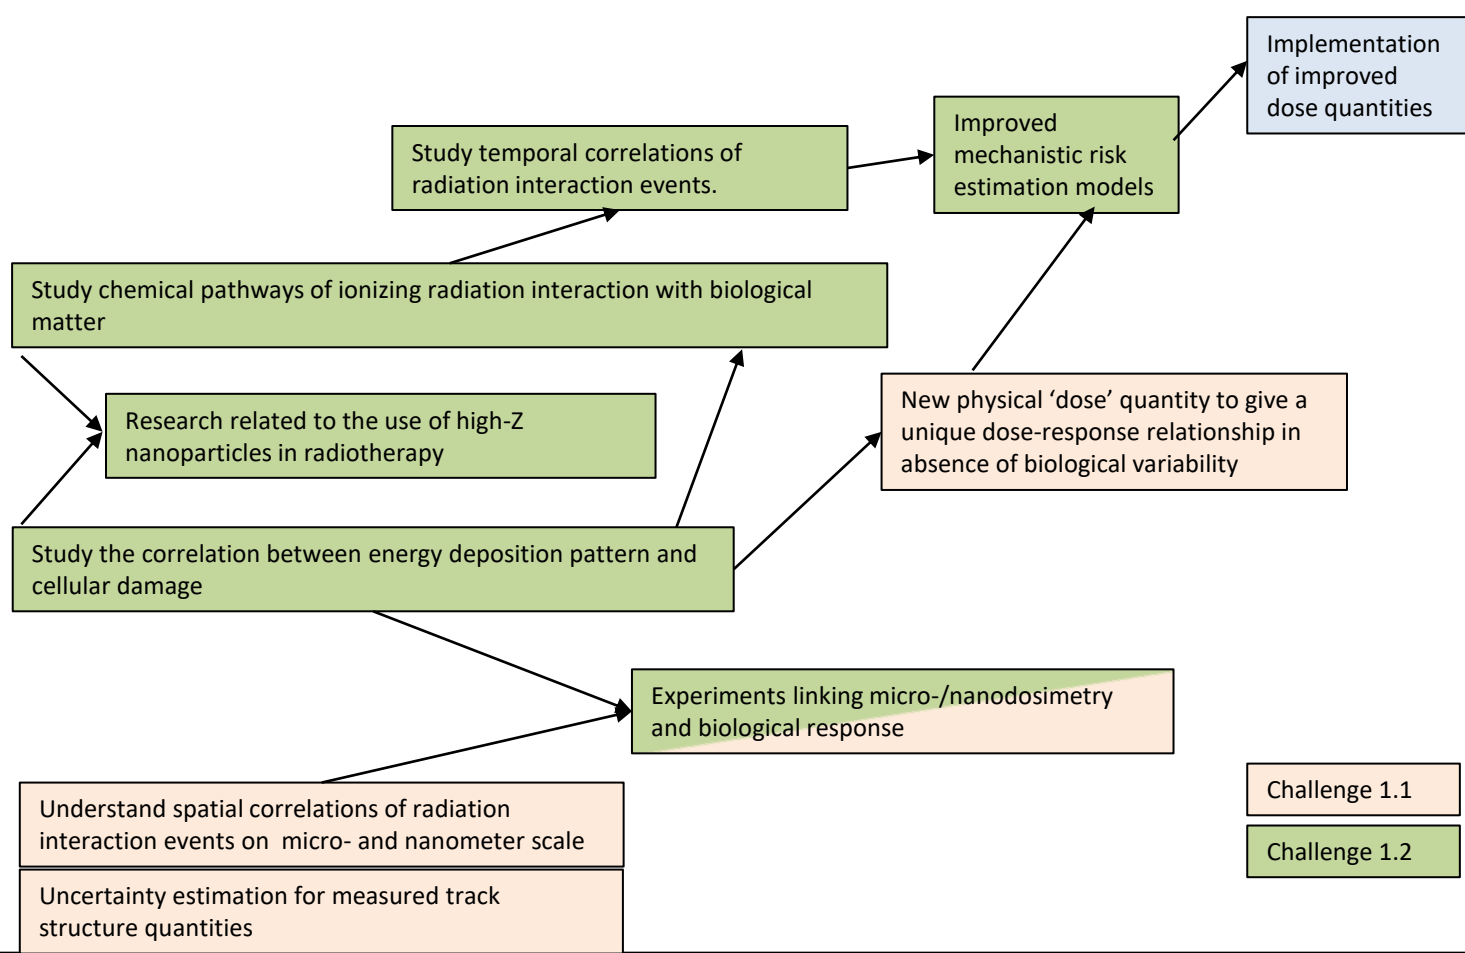 Implementation
of improved
dose quantities
Improved
mechanistic risk
estimation models
Study temporal correlations of
radiation interaction events.
Study chemical pathways of ionizing radiation interaction with biological
matter
Research related to the use of high-Z
nanoparticles in radiotherapy
New physical ‘dose’ quantity to give a
unique dose-response relationship in
absence of biological variability
Study the correlation between energy deposition pattern and
cellular damage
Experiments linking micro-/nanodosimetry
and biological response
Understand spatial correlations of radiation
interaction events on  micro- and nanometer scale
Uncertainty estimation for measured track
structure quantities
Challenge 1.1
Challenge 1.2